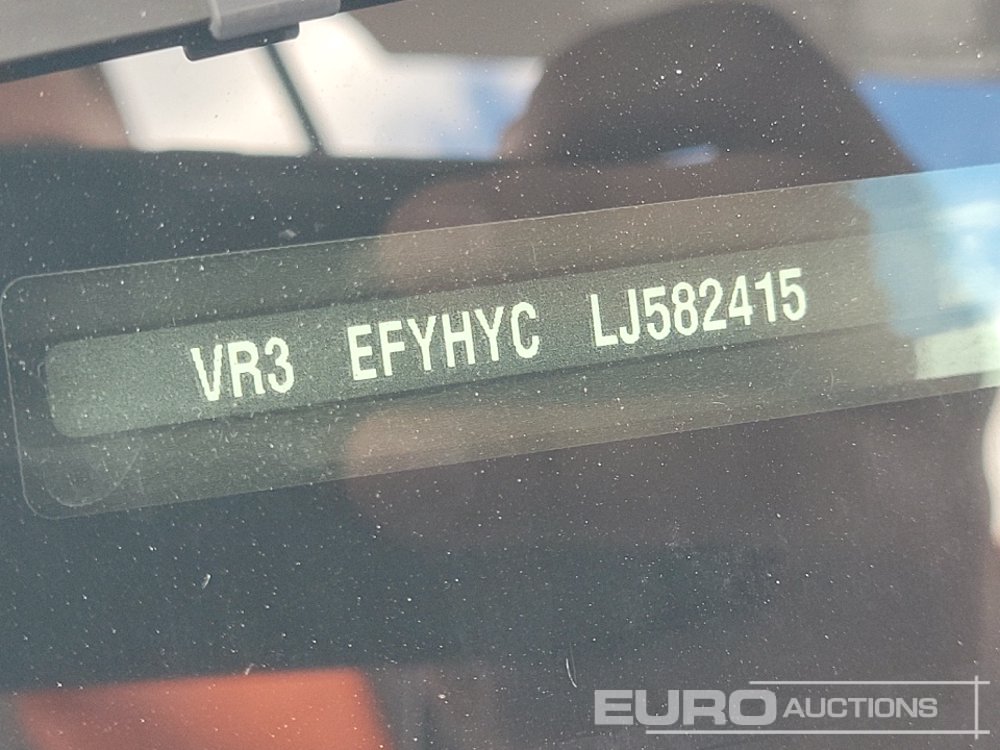 VR3 EFYHYC LJ582415
EURO AUCTIONS